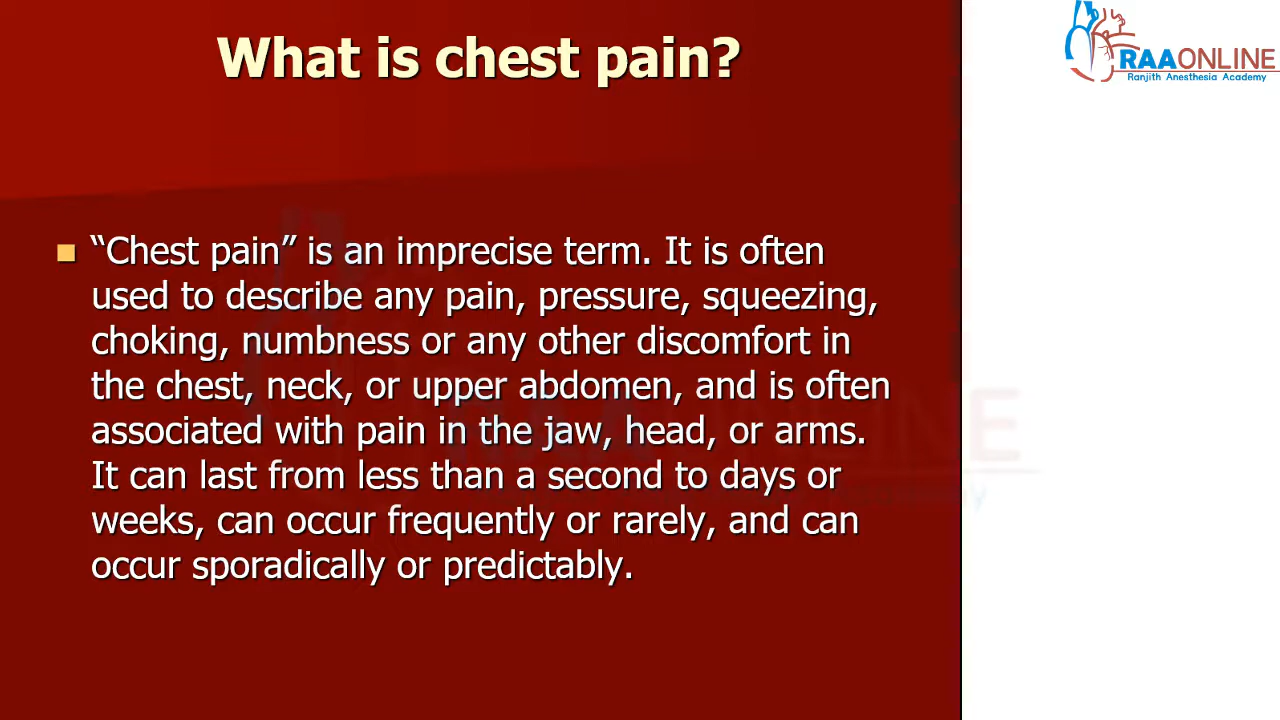 What is chest pain?
RAAONLINE
Ranjith Anesthesia Academy
“Chest pain” is an imprecise term. It is often
used to describe any pain, pressure, squeezing,
choking, numbness or any other discomfort in
the chest, neck, or upper abdomen, and is often
associated with pain in the jaw, head, or arms.
It can last from less than a second to days or
weeks, can occur frequently or rarely, and can
occur sporadically or predictably.